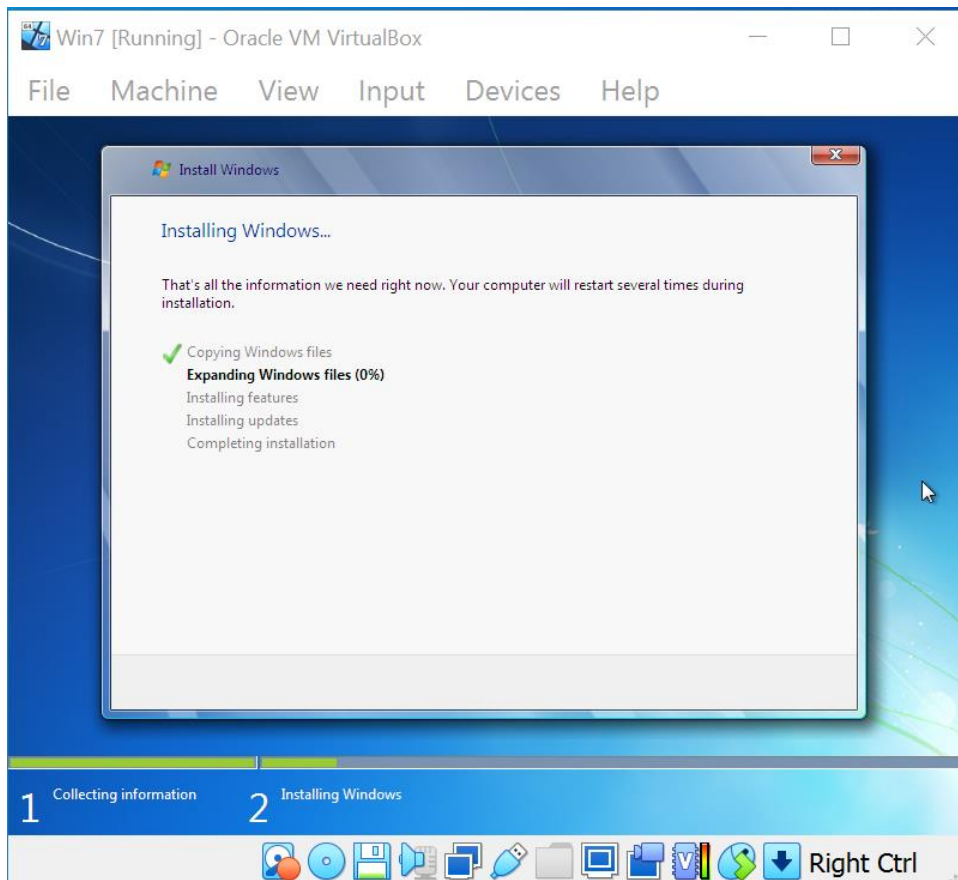 Win7 [Running] - Oracle VM VirtualBox
File Machine View Input Devices Help
Install Windows
Installing Windows...
That's all the information we need right now. Your computer will restart several times during
installation.
Copying Windows files
Expanding Windows files (0%)
Installing features
Installing updates
Completing installation
1 Collecting information 2 Installing Windows
Right Ctrl